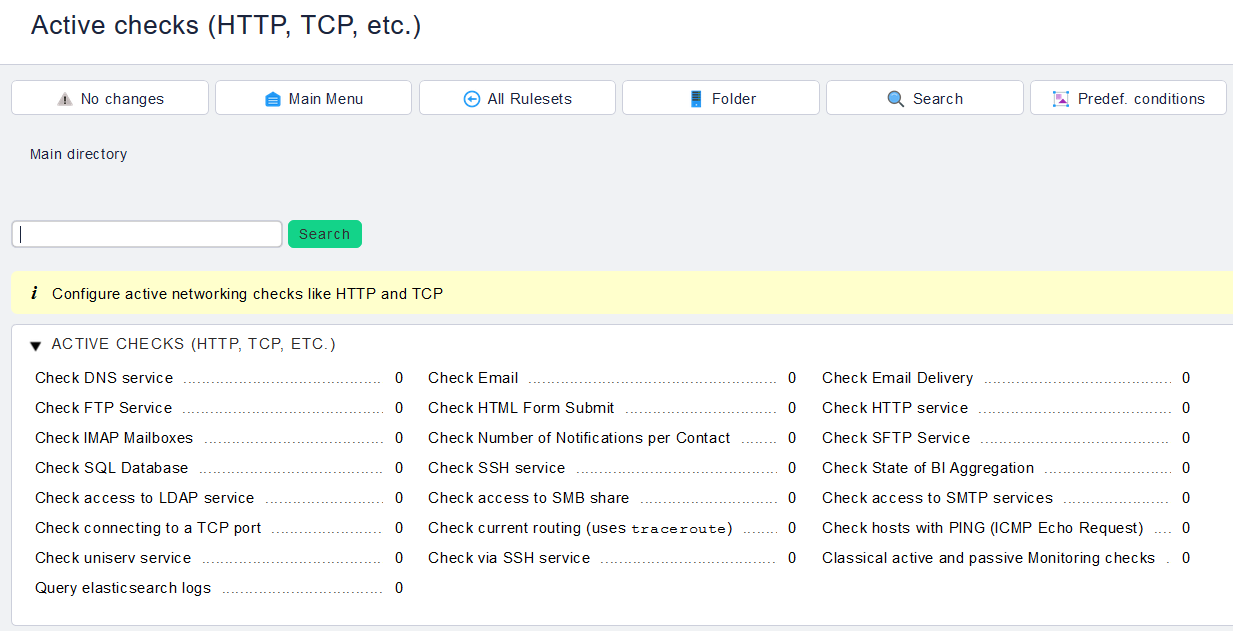 Active checks (HTTP, TCP, etc.)
No changes Main Menu All Rulesets Folder Search Predef. conditions
Main directory
Search
i Configure active networking checks like HTTP and TCP
ACTIVE CHECKS (HTTP, TCP, ETC.)
Check DNS service 0 Check Email 0 Check Email Delivery 0
Check FTP Service 0 Check HTML Form Submit 0 Check HTTP service 0
Check IMAP Mailboxes 0 Check Number of Notifications per Contact 0 Check SFTP Service 0
Check SQL Database 0 Check SSH service 0 Check State of BI Aggregation 0
Check access to LDAP service 0 Check access to SMB share 0 Check access to SMTP services 0
Check connecting to a TCP port 0 Check current routing (uses traceroute) 0 Check hosts with PING (ICMP Echo Request) 0
Check uniserv service 0 Check via SSH service 0 Classical active and passive Monitoring checks 0
Query elasticsearch logs 0